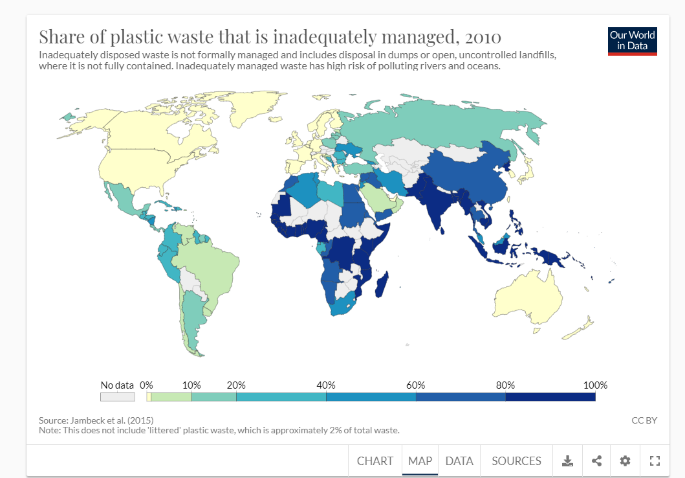 Share of plastic waste that is inadequately managed, 2010
Our World
in Data
Inadequately disposed waste is not formally managed and includes disposal in dumps or open, uncontrolled landfills,
where it is not fully contained. Inadequately managed waste has high risk of polluting rivers and oceans.
No data 0% 10% 20% 40% 60% 80% 100%
Source: Jambeck et al. (2015)
CC BY
Note: This does not include 'littered' plastic waste, which is approximately 2% of total waste.
CHART MAP DATA SOURCES